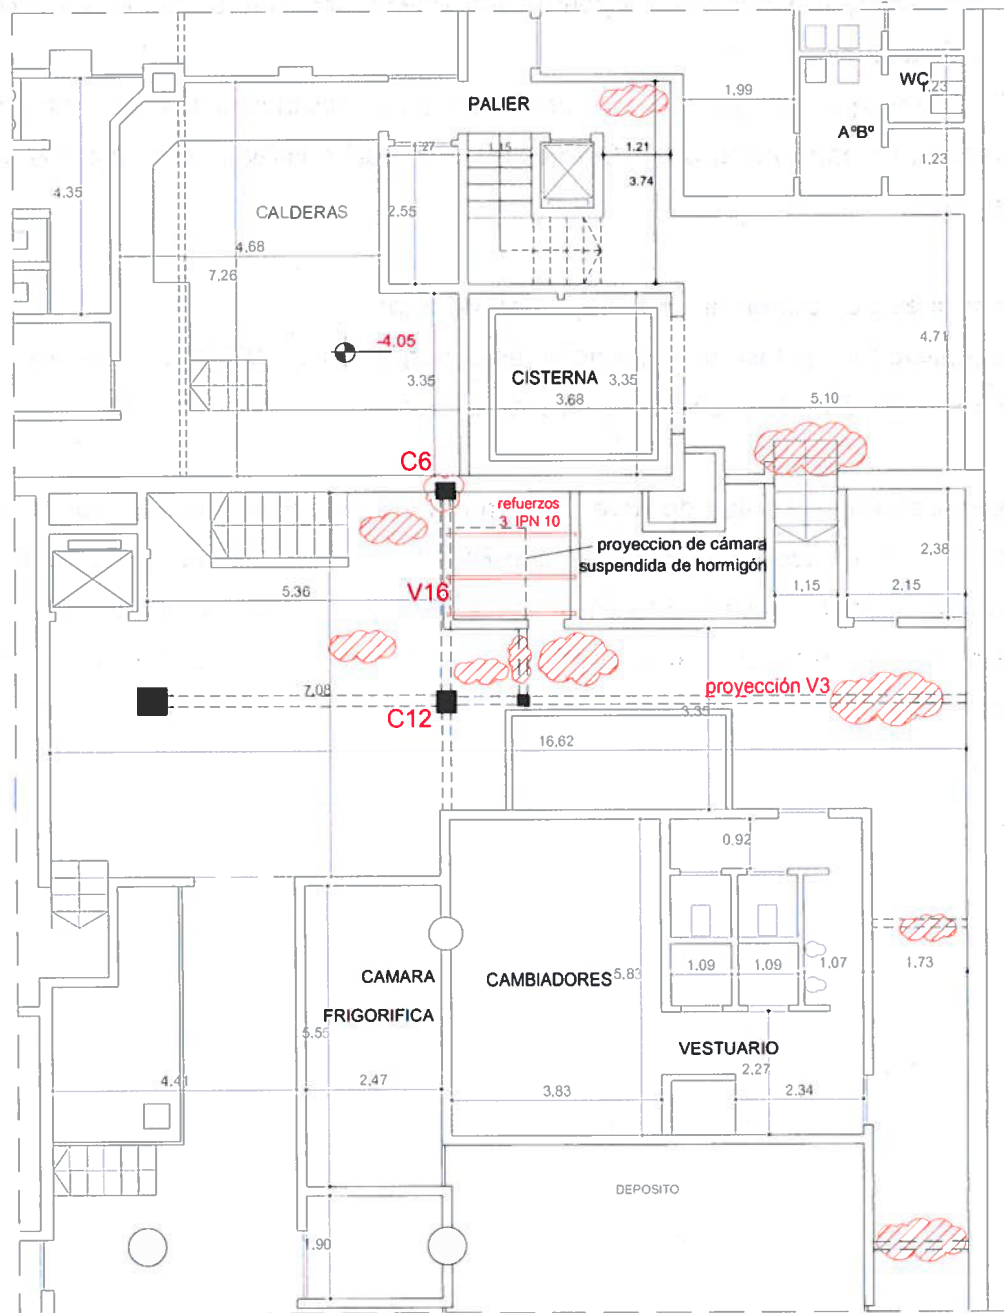 PALIER
1,99
WC
1,23
AºBº
1,23
1,27
1,15
1.21
3.74
4.35
CALDERAS
2,55
4,68
7,26
-4.05
3.35
CISTERNA
3,35
3,68
4,71
5,10
C6
refuerzos
3 IPN 10
proyeccion de cámara
suspendida de hormigón
2,38
V16
5.36
1,15
2,15
7,08
proyección V3
C12
3,35
16,62
0.92
CAMARA
FRIGORIFICA
CAMBIADORES
5,83
1.09
1.09
1,07
1,73
5.55
VESTUARIO
2,27
4.41
2.47
3,83
2.34
DEPOSITO
1.90